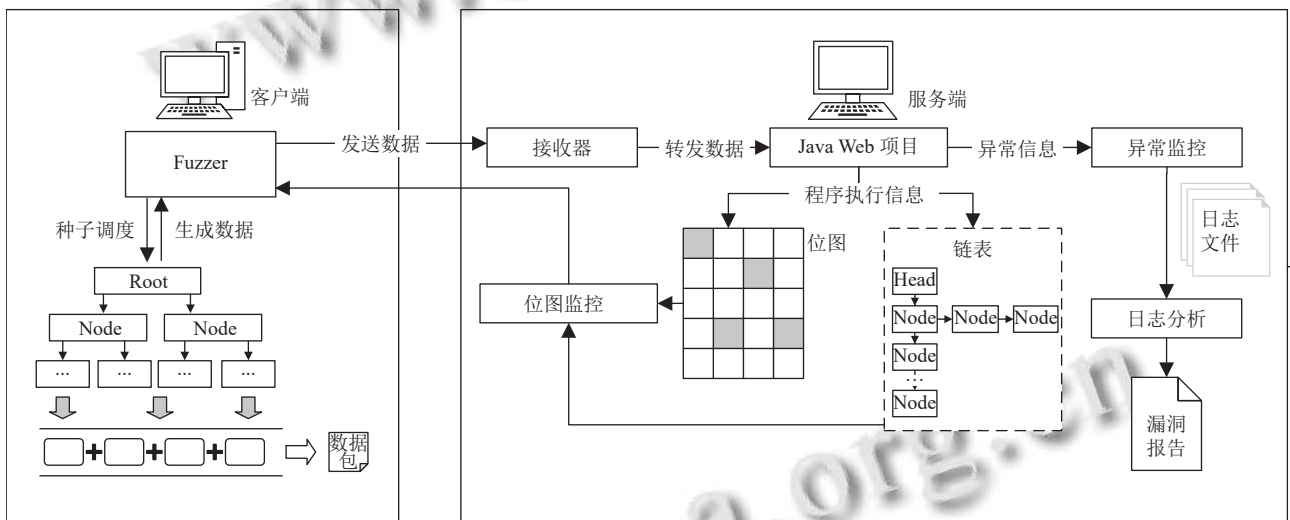 www
客户端
服务端
Fuzzer
发送数据
接收器
转发数据
Java Web 项目
异常信息
异常监控
种子调度
生成数据
程序执行信息
日志
文件
位图
链表
Root
Head
Node
Node
位图监控
Node
Node
Node
日志分析
...
...
...
...
Node
...
Node
漏洞
报告
+
+
+
数据
包
a.org.cn